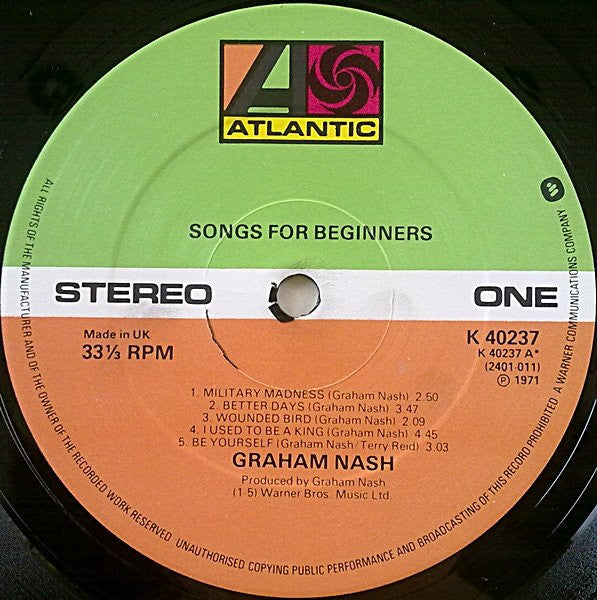 ATLANTIC
SONGS FOR BEGINNERS
STEREO
ONE
Made in UK
33⅓ RPM
K 40237
K 40237 A*
(2401-011)
Ⓟ 1971
1. MILITARY MADNESS (Graham Nash) 2.50
2. BETTER DAYS (Graham Nash) 3.47
3. WOUNDED BIRD (Graham Nash) 2.09
4. I USED TO BE A KING (Graham Nash) 4.45
5. BE YOURSELF (Graham Nash/Terry Reid) 3.03
GRAHAM NASH
Produced by Graham Nash
(1-5) Warner Bros. Music Ltd.
ALL RIGHTS OF THE MANUFACTURER AND OF THE OWNER OF THE RECORDED WORK RESERVED UNAUTHORISED COPYING PUBLIC PERFORMANCE AND BROADCASTING OF THIS RECORD PROHIBITED A WARNER COMMUNICATIONS COMPANY